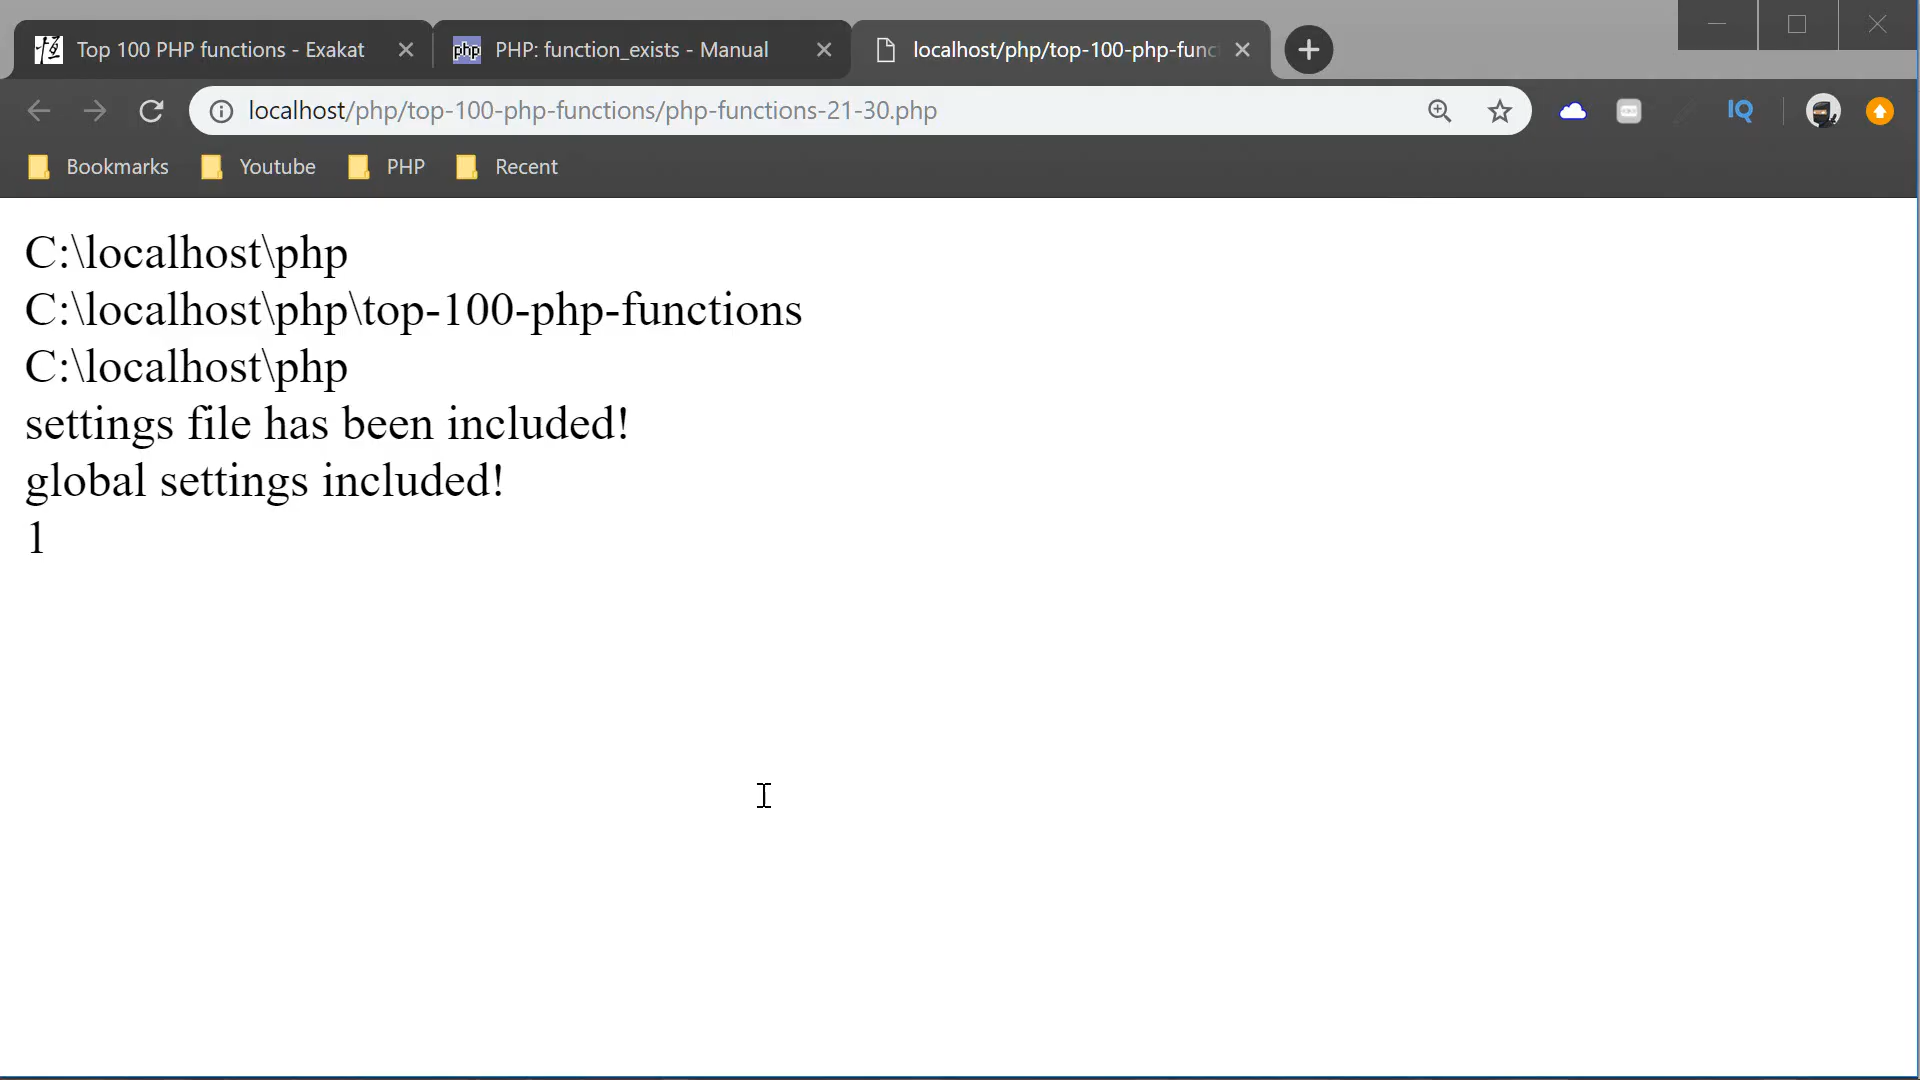 Top 100 PHP functions - Exakat
php PHP: function_exists - Manual
localhost/php/top-100-php-func
localhost/php/top-100-php-functions/php-functions-21-30.php
IQ
Bookmarks Youtube PHP Recent
C:\localhost\php
C:\localhost\php\top-100-php-functions
C:\localhost\php
settings file has been included!
global settings included!
1